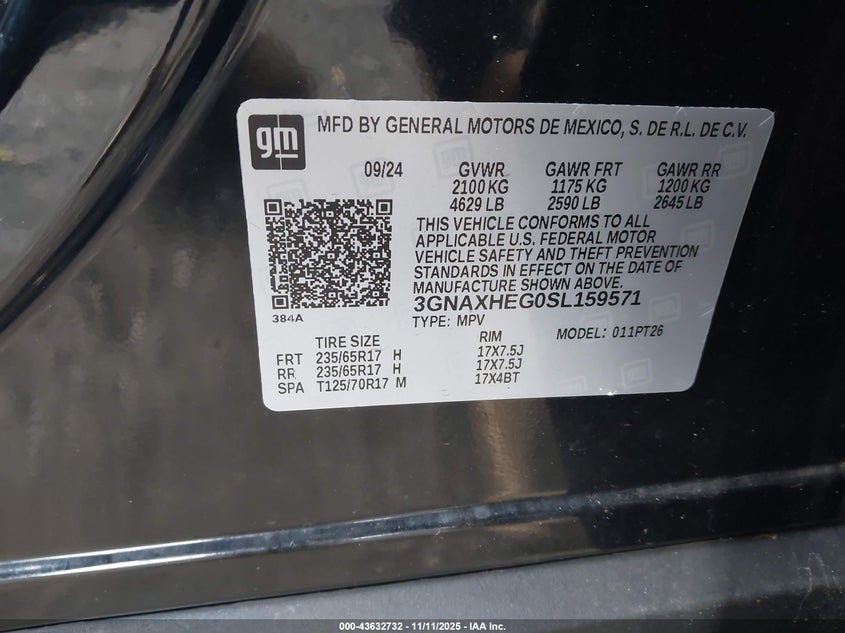 gm
MFD BY GENERAL MOTORS DE MEXICO, S. DE R.L. DE C.V.
09/24 GVWR GAWR FRT GAWR RR
2100 KG 1175 KG 1200 KG
4629 LB 2590 LB 2645 LB
THIS VEHICLE CONFORMS TO ALL
APPLICABLE U.S. FEDERAL MOTOR
VEHICLE SAFETY AND THEFT PREVENTION
STANDARDS IN EFFECT ON THE DATE OF
MANUFACTURE SHOWN ABOVE.
384A
3GNAXHEG0SL159571
TYPE: MPV MODEL: 011PT26
TIRE SIZE RIM
FRT 235/65R17 H 17X7.5J
RR 235/65R17 H 17X7.5J
SPA T125/70R17 M 17X4BT
000-43632732 - 11/11/2025 - IAA Inc.